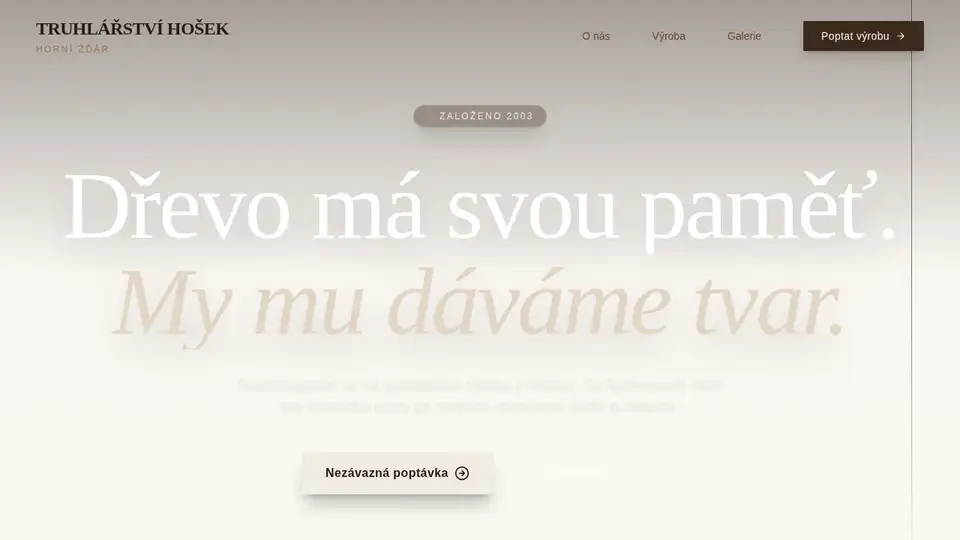 TRUHLÁŘSTVÍ HOŠEK
HORNÍ ŽĎÁR
O nás
Výroba
Galerie
Poptat výrobu
ZALOŽENO 2003
Dřevo má svou paměť.
My mu dáváme tvar.
Nezávazná poptávka